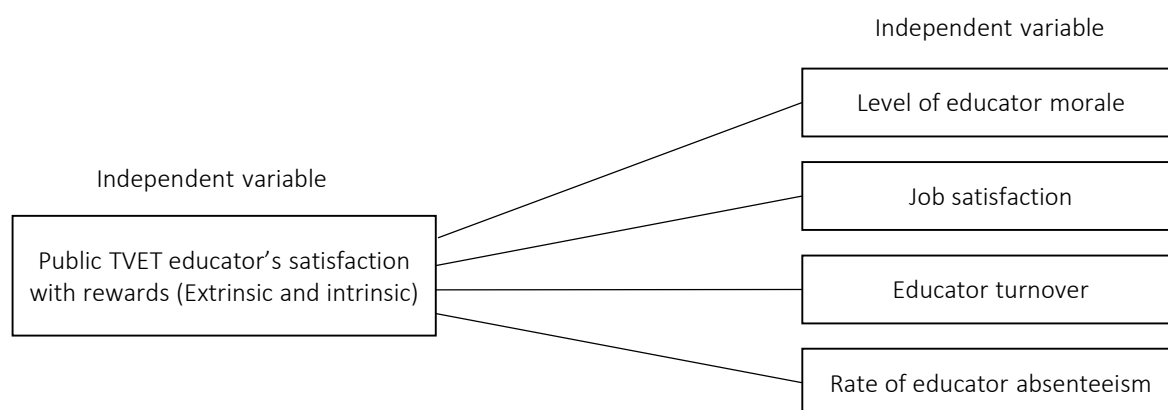 Independent variable
Level of educator morale
Independent variable
Job satisfaction
Public TVET educator’s satisfaction
with rewards (Extrinsic and intrinsic)
Educator turnover
Rate of educator absenteeism